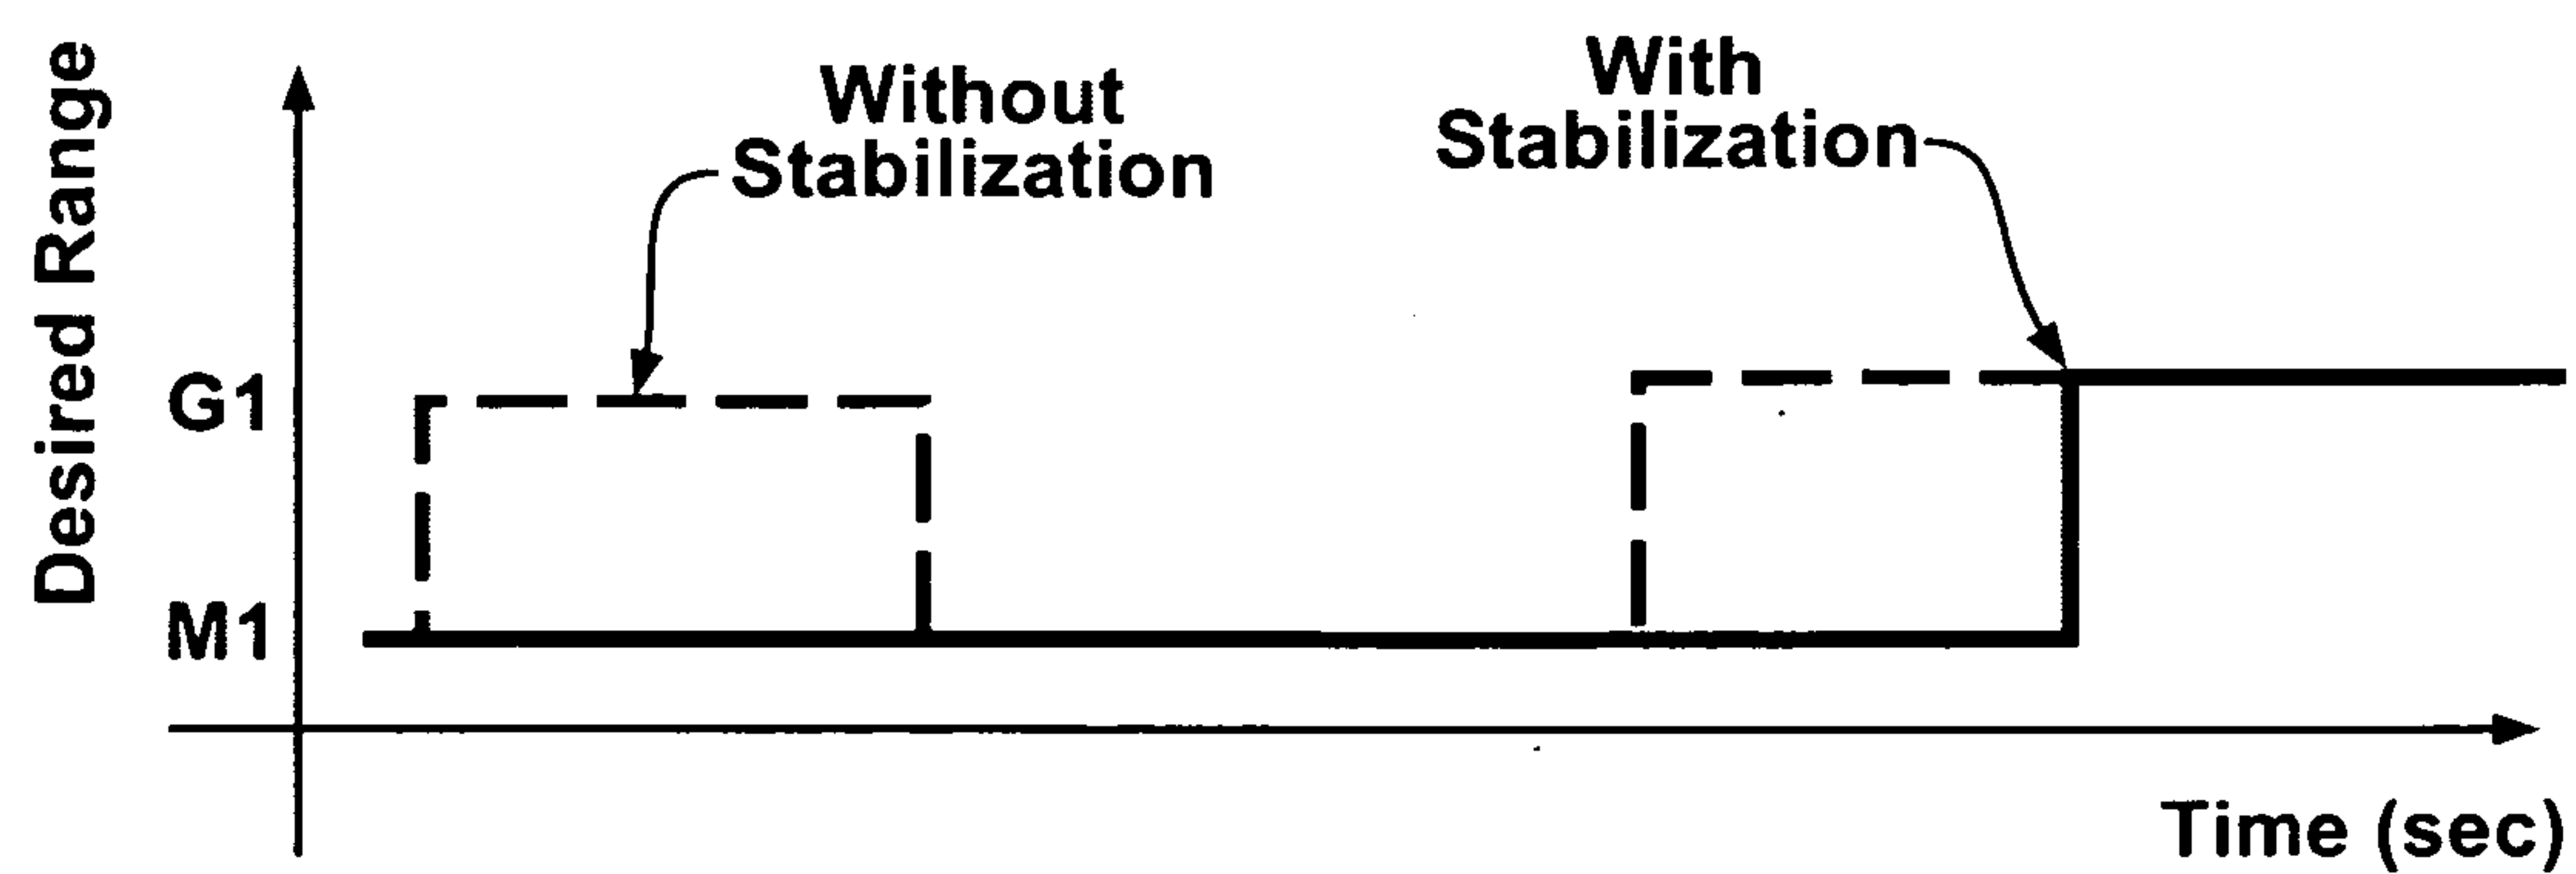 Desired Range
Without
Stabilization
With
Stabilization
G1
M1
Time (sec)